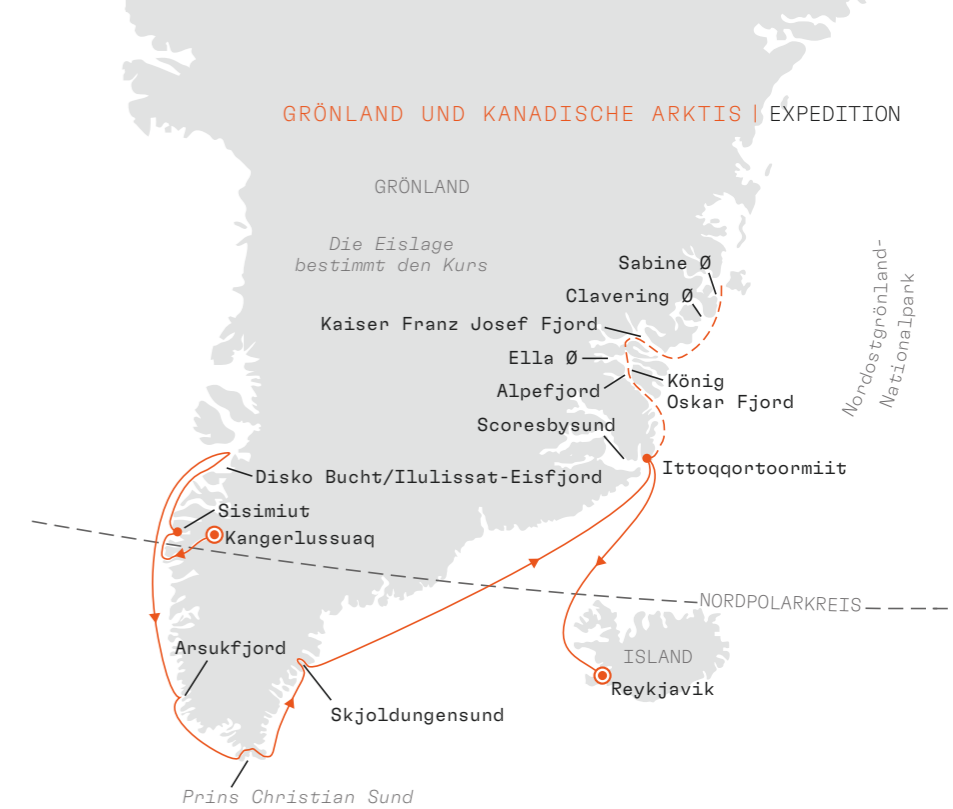 GRÖNLAND UND KANADISCHE ARKTIS | EXPEDITION
GRÖNLAND
Die Eislage
bestimmt den Kurs
Sabine Ø
Clavering Ø
Kaiser Franz Josef Fjord
Ella Ø
Alpefjord
König
Oskar Fjord
Nordostgrönland-
Nationalpark
Scoresbysund
Ittoqqortoormiit
Disko Bucht/Ilulissat-Eisfjord
Sisimiut
Kangerlussuaq
NORDPOLARKREIS
Arsukfjord
ISLAND
Reykjavik
Skjoldungensund
Prins Christian Sund